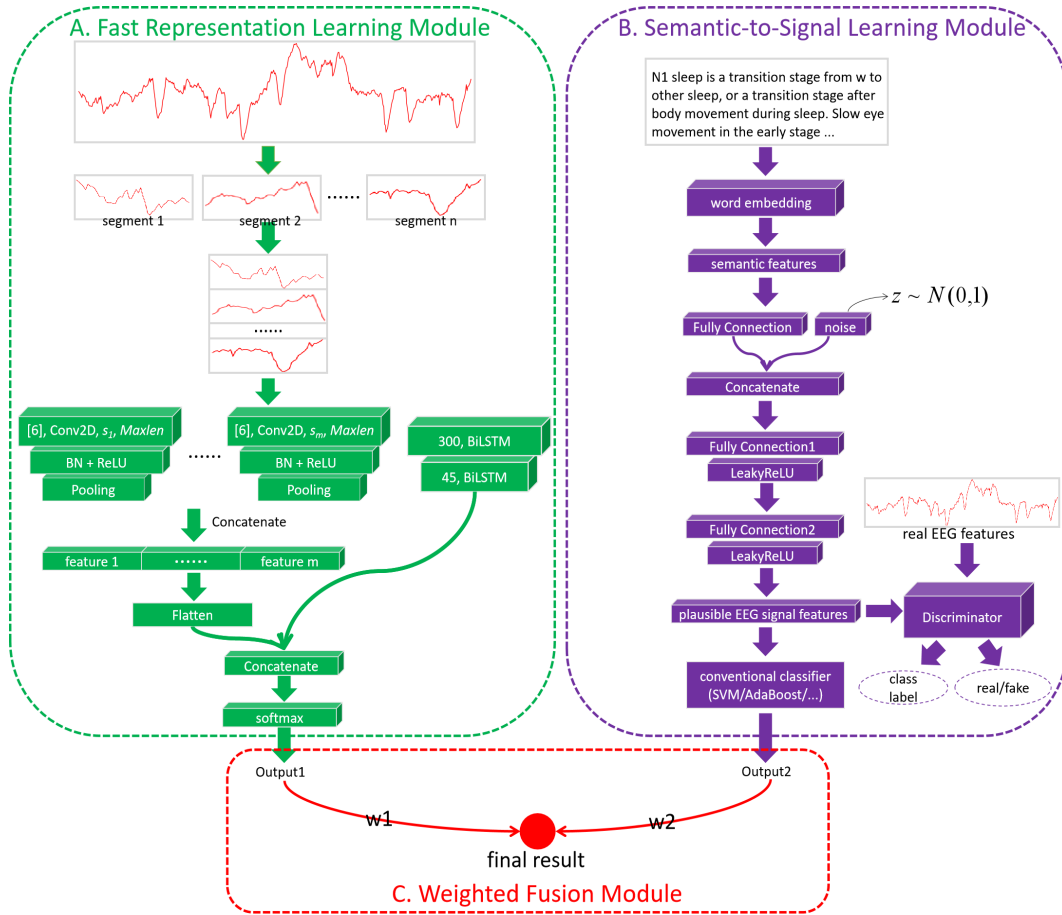 A. Fast Representation Learning Module
segment 1
segment 2
......
segment n
......
[6], Conv2D, s1, Maxlen
BN + ReLU
Pooling
......
[6], Conv2D, sm, Maxlen
BN + ReLU
Pooling
300, BiLSTM
45, BiLSTM
Concatenate
feature 1
......
feature m
Flatten
Concatenate
softmax
B. Semantic-to-Signal Learning Module
N1 sleep is a transition stage from w to
other sleep, or a transition stage after
body movement during sleep. Slow eye
movement in the early stage ...
word embedding
semantic features
z ~ N(0,1)
Fully Connection
noise
Concatenate
Fully Connection1
LeakyReLU
Fully Connection2
LeakyReLU
real EEG features
plausible EEG signal features
Discriminator
conventional classifier
(SVM/AdaBoost/...)
class
label
real/fake
Output1
Output2
w1
w2
final result
C. Weighted Fusion Module